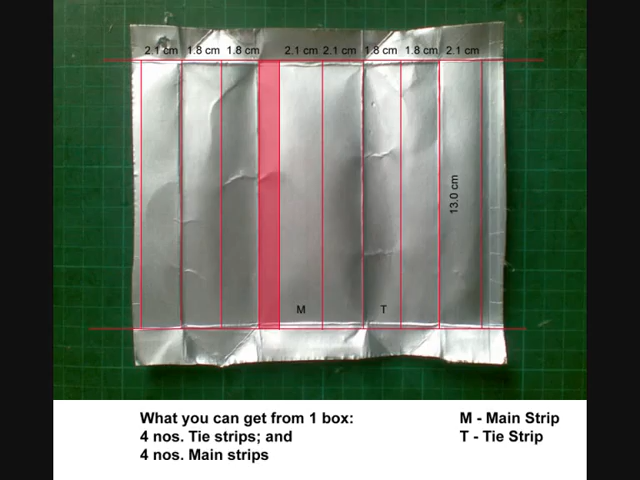 2.1 cm 1.8 cm 1.8 cm 2.1 cm 2.1 cm 1.8 cm 1.8 cm 2.1 cm
13.0 cm
M T
What you can get from 1 box:
4 nos. Tie strips; and
4 nos. Main strips
M - Main Strip
T - Tie Strip